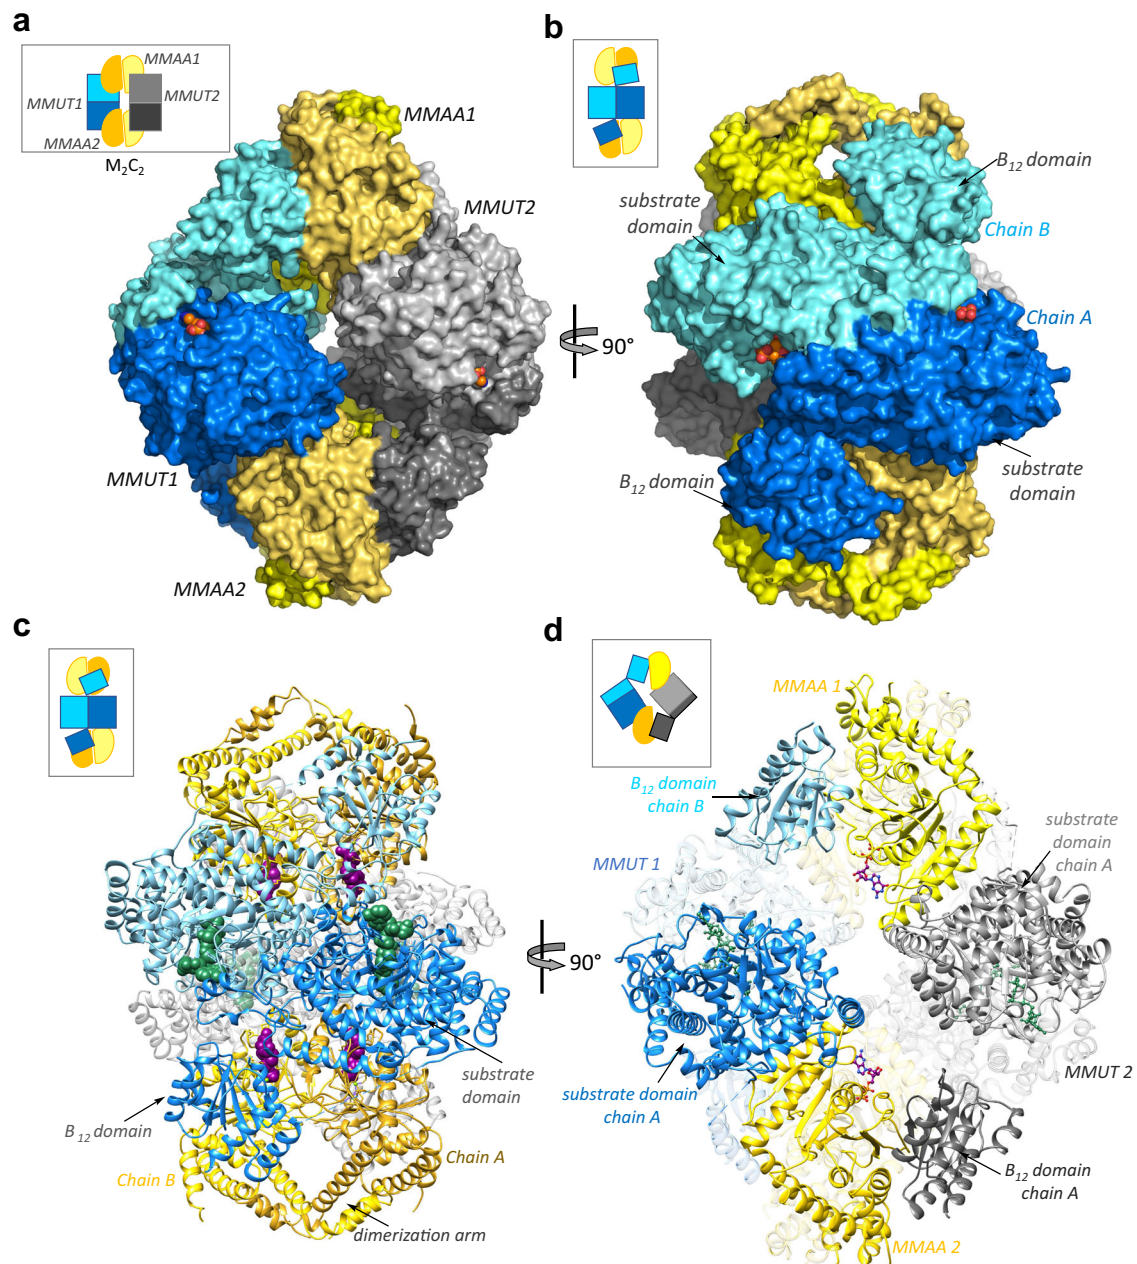 a
MMAA1
MMUT1
MMUT2
MMAA2
M2C2
MMAA1
MMUT2
MMUT1
MMAA2
90°
b
B12 domain
substrate
domain
Chain B
Chain A
substrate
domain
B12 domain
c
substrate
domain
B12 domain
Chain B
Chain A
dimerization arm
90°
d
MMAA 1
B12 domain
chain B
substrate
domain
chain A
MMUT 1
MMUT 2
substrate domain
chain A
B12 domain
chain A
MMAA 2